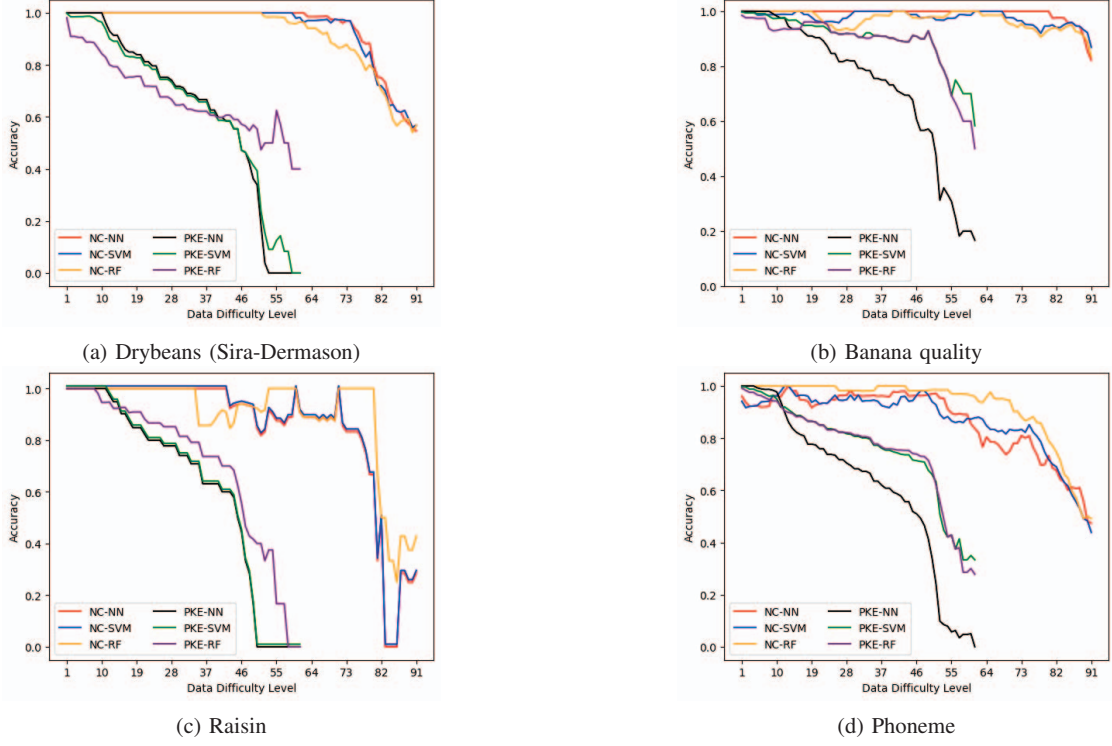 Accuracy
1.0
0.8
0.6
0.4
0.2
0.0
NC-NN PKE-NN
NC-SVM PKE-SVM
NC-RF PKE-RF
1 10 19 28 37 46 55 64 73 82 91
Data Difficulty Level
(a) Drybeans (Sira-Dermason)
Accuracy
1.0
0.8
0.6
0.4
0.2
0.0
NC-NN PKE-NN
NC-SVM PKE-SVM
NC-RF PKE-RF
1 10 19 28 37 46 55 64 73 82 91
Data Difficulty Level
(b) Banana quality
Accuracy
1.0
0.8
0.6
0.4
0.2
0.0
NC-NN PKE-NN
NC-SVM PKE-SVM
NC-RF PKE-RF
1 10 19 28 37 46 55 64 73 82 91
Data Difficulty Level
(c) Raisin
Accuracy
1.0
0.8
0.6
0.4
0.2
0.0
NC-NN PKE-NN
NC-SVM PKE-SVM
NC-RF PKE-RF
1 10 19 28 37 46 55 64 73 82 91
Data Difficulty Level
(d) Phoneme